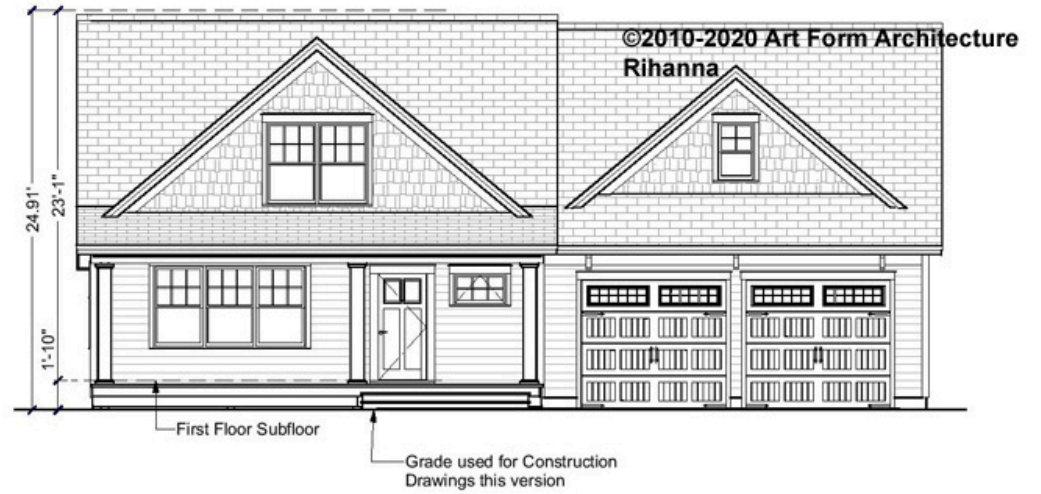 ©2010-2020 Art Form Architecture
Rihanna
24.91'
23'-1"
1'-10"
First Floor Subfloor
Grade used for Construction
Drawings this version